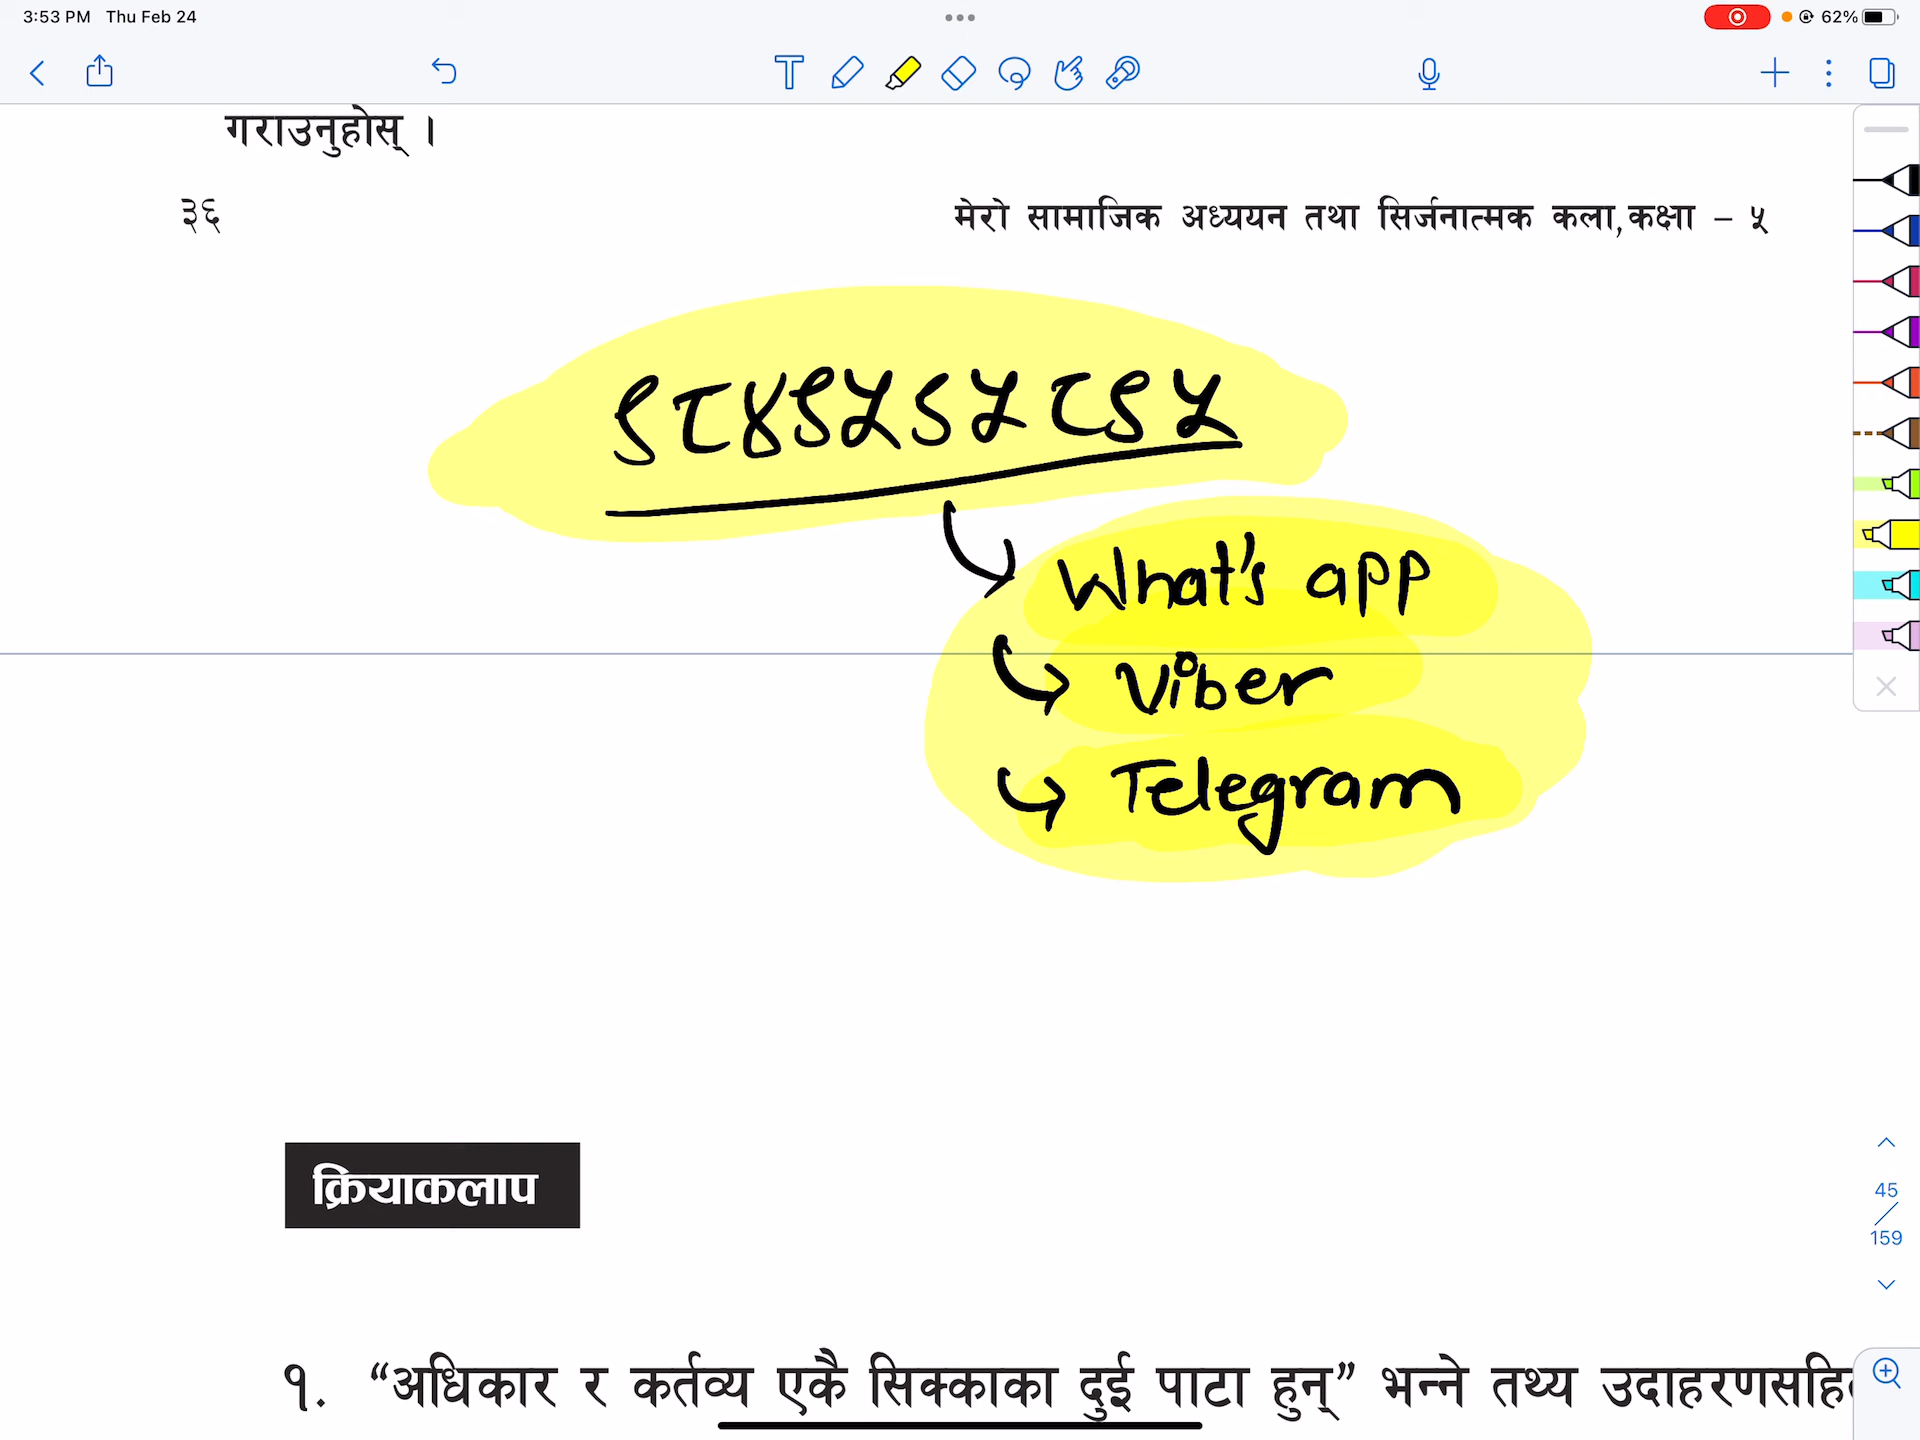 3:53 PM Thu Feb 24
62%
गराउनुहोस् ।
३६
मेरो सामाजिक अध्ययन तथा सिर्जनात्मक कला,कक्षा – ५
What's app
Viber
Telegram
क्रियाकलाप
45
159
१. “अधिकार र कर्तव्य एकै सिक्काका दुई पाटा हुन्” भन्ने तथ्य उदाहरणसहित